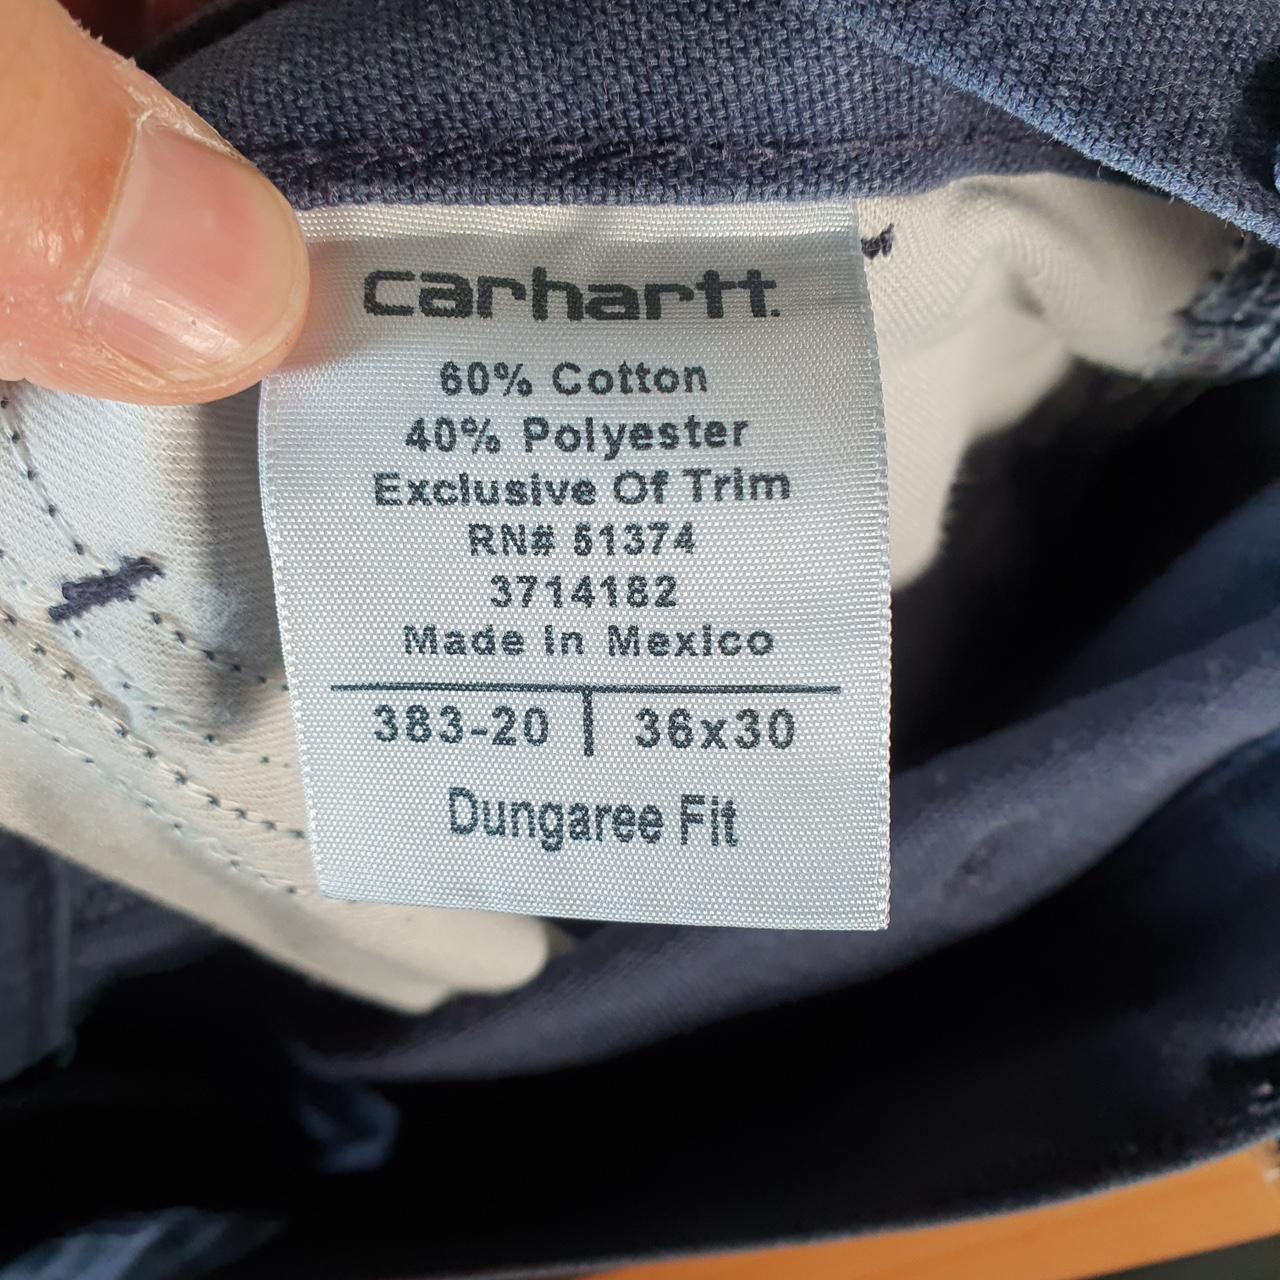 carhartt.
60% Cotton
40% Polyester
Exclusive Of Trim
RN# 51374
3714182
Made In Mexico
383-20 | 36x30
Dungaree Fit